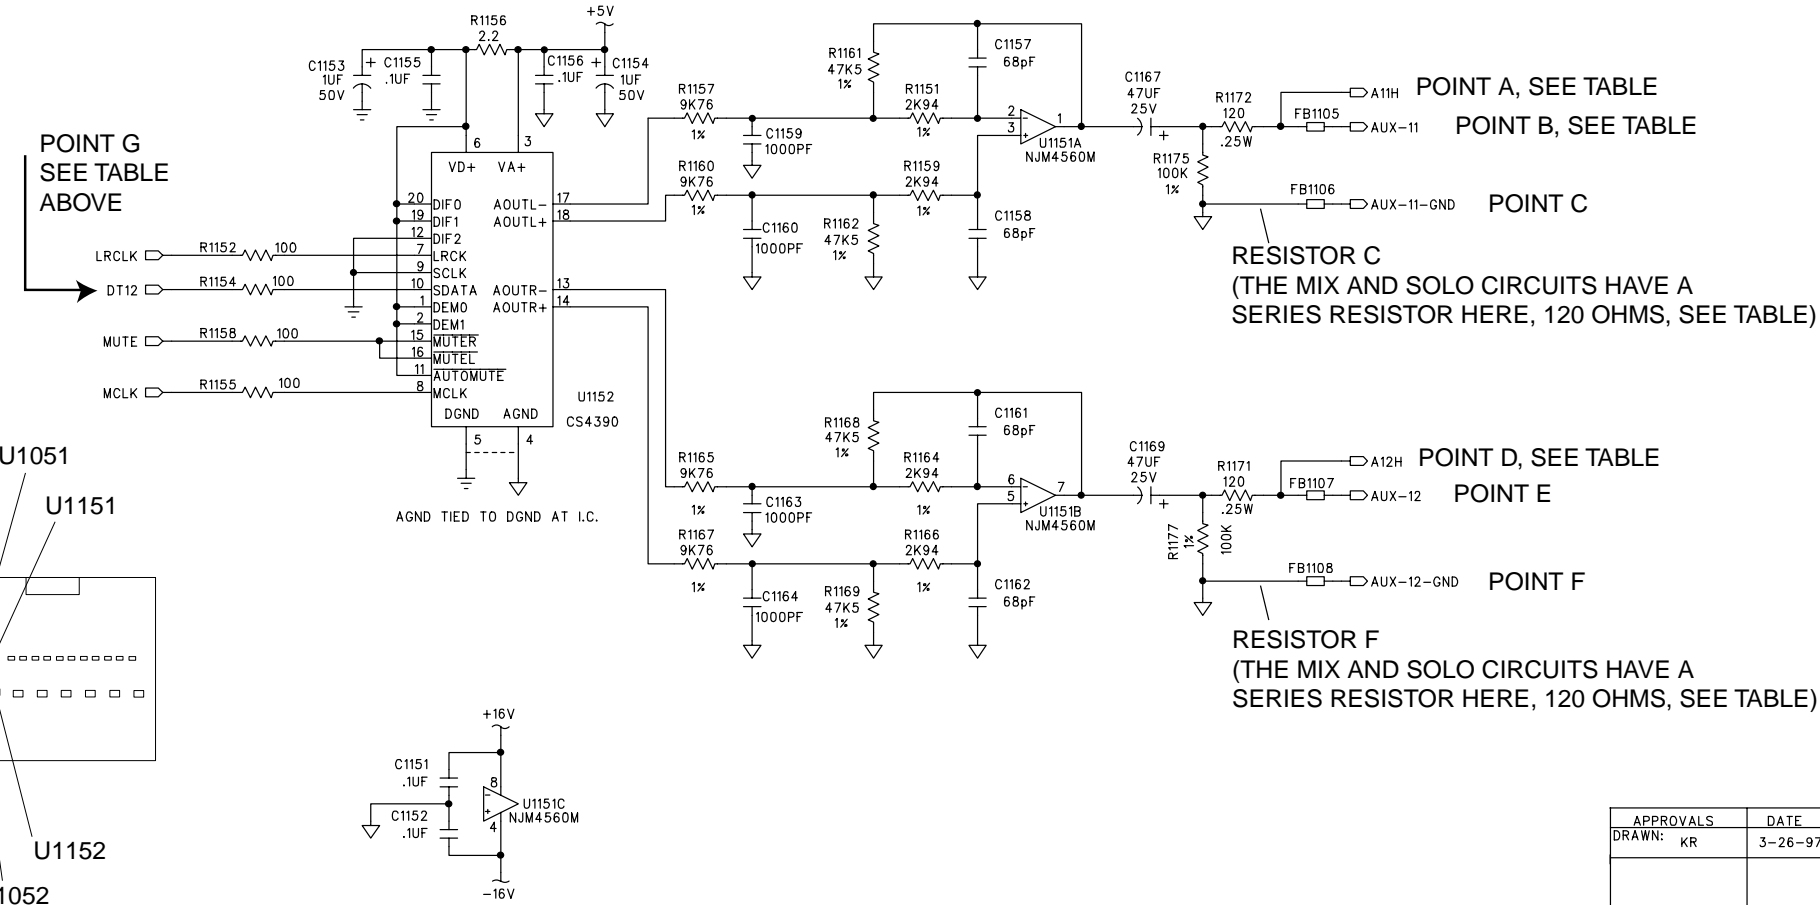 R1156
2.2
+5V
C1153
1UF
50V
+
C1155
.1UF
C1156
.1UF
+
C1154
1UF
50V
POINT G
SEE TABLE
ABOVE
6
3
VD+
VA+
20 DIF0
19 DIF1
12 DIF2
7 LRCK
9 SCLK
10 SDATA
1 DEM0
2 DEM1
15 MUTER
16 MUTEL
11 AUTOMUTE
8 MCLK
AOUTL- 17
AOUTL+ 18
AOUTR- 13
AOUTR+ 14
DGND
AGND
5
4
U1152
CS4390
LRCLK
R1152
100
DT12
R1154
100
MUTE
R1158
100
MCLK
R1155
100
AGND TIED TO DGND AT I.C.
R1157
9K76
1%
C1159
1000PF
R1161
47K5
1%
R1151
2K94
1%
C1157
68pF
2
-
3
+
1
U1151A
NJM4560M
R1160
9K76
1%
C1160
1000PF
R1162
47K5
1%
R1159
2K94
1%
C1158
68pF
C1167
47UF
25V
+
R1172
120
.25W
R1175
100K
1%
A11H
POINT A, SEE TABLE
FB1105
AUX-11
POINT B, SEE TABLE
FB1106
AUX-11-GND
POINT C
RESISTOR C
(THE MIX AND SOLO CIRCUITS HAVE A
SERIES RESISTOR HERE, 120 OHMS, SEE TABLE)
R1165
9K76
1%
C1163
1000PF
R1168
47K5
1%
R1164
2K94
1%
C1161
68pF
6
-
5
+
7
U1151B
NJM4560M
R1167
9K76
1%
C1164
1000PF
R1169
47K5
1%
R1166
2K94
1%
C1162
68pF
C1169
47UF
25V
+
R1171
120
.25W
R1177
1%
100K
A12H
POINT D, SEE TABLE
FB1107
AUX-12
POINT E
FB1108
AUX-12-GND
POINT F
RESISTOR F
(THE MIX AND SOLO CIRCUITS HAVE A
SERIES RESISTOR HERE, 120 OHMS, SEE TABLE)
U1051
U1151
U1152
1052
+16V
C1151
.1UF
C1152
.1UF
8
-
+
4
U1151C
NJM4560M
-16V
APPROVALS
DATE
DRAWN: KR
3-26-97